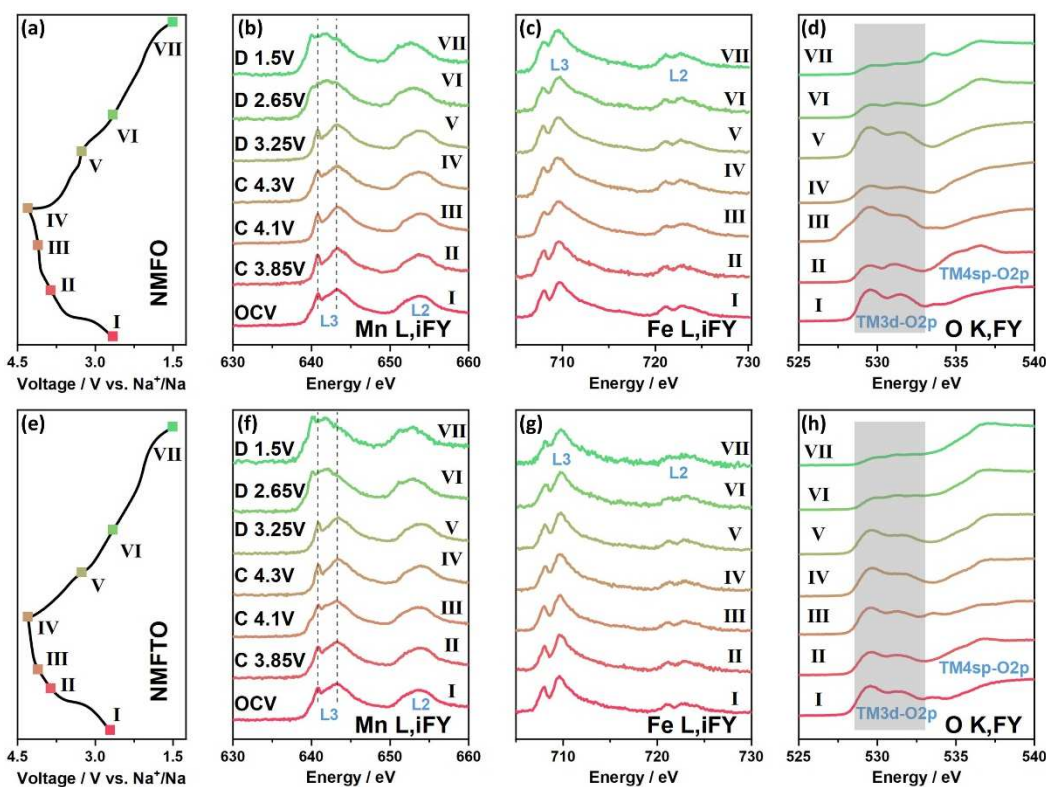 (a)
VII
VI
V
IV
III
II
I
NMFO
4.5 3.0 1.5
Voltage / V vs. Na⁺/Na
(b)
VII
D 1.5V
VI
D 2.65V
V
D 3.25V
IV
C 4.3V
III
C 4.1V
II
C 3.85V
I
OCV
L3 L2
Mn L,iFY
630 640 650 660
Energy / eV
(c)
VII
L3 L2
VI
V
IV
III
II
I
Fe L,iFY
710 720 730
Energy / eV
(d)
VII
VI
V
IV
III
II
TM4sp-O2p
I
TM3d-O2p
O K,FY
525 530 535 540
Energy / eV
(e)
VII
VI
V
IV
III
II
I
NMFTO
4.5 3.0 1.5
Voltage / V vs. Na⁺/Na
(f)
VII
D 1.5V
VI
D 2.65V
V
D 3.25V
IV
C 4.3V
III
C 4.1V
II
C 3.85V
I
OCV
L3 L2
Mn L,iFY
630 640 650 660
Energy / eV
(g)
VII
L3 L2
VI
V
IV
III
II
I
Fe L,iFY
710 720 730
Energy / eV
(h)
VII
VI
V
IV
III
II
TM4sp-O2p
I
TM3d-O2p
O K,FY
525 530 535 540
Energy / eV